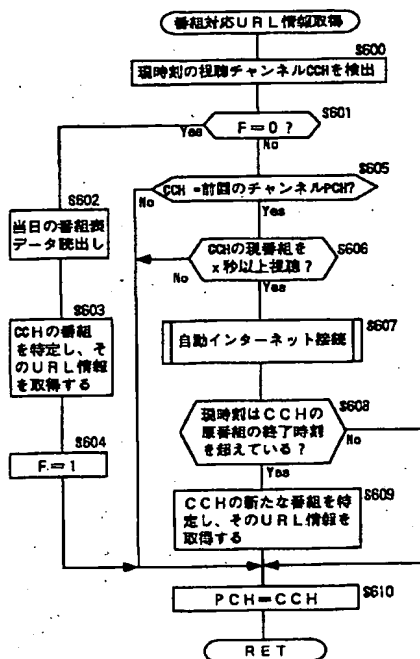 番組対応URL情報取得
S600
現時刻の視聴チャンネルCCHを検出
S601
F=0?
Yes
No
S605
CCH=前回のチャンネルPCH?
No
Yes
S602
当日の番組表
データ読出し
S606
CCHの現番組を
x秒以上視聴?
No
Yes
S603
CCHの番組
を特定し、そ
のURL情報
を取得する
S607
自動インターネット接続
S604
F=1
S608
現時刻はCCHの
原番組の終了時刻
を超えている?
No
Yes
S609
CCHの新たな番組を特
定し、そのURL情報を
取得する
S610
PCH=CCH
RET